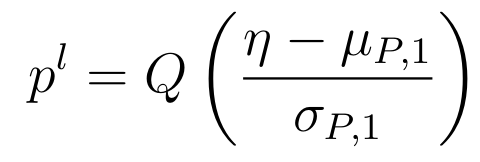 $p^l = Q\left(\frac{\eta - \mu_{P,1}}{\sigma_{P,1}}\right)$